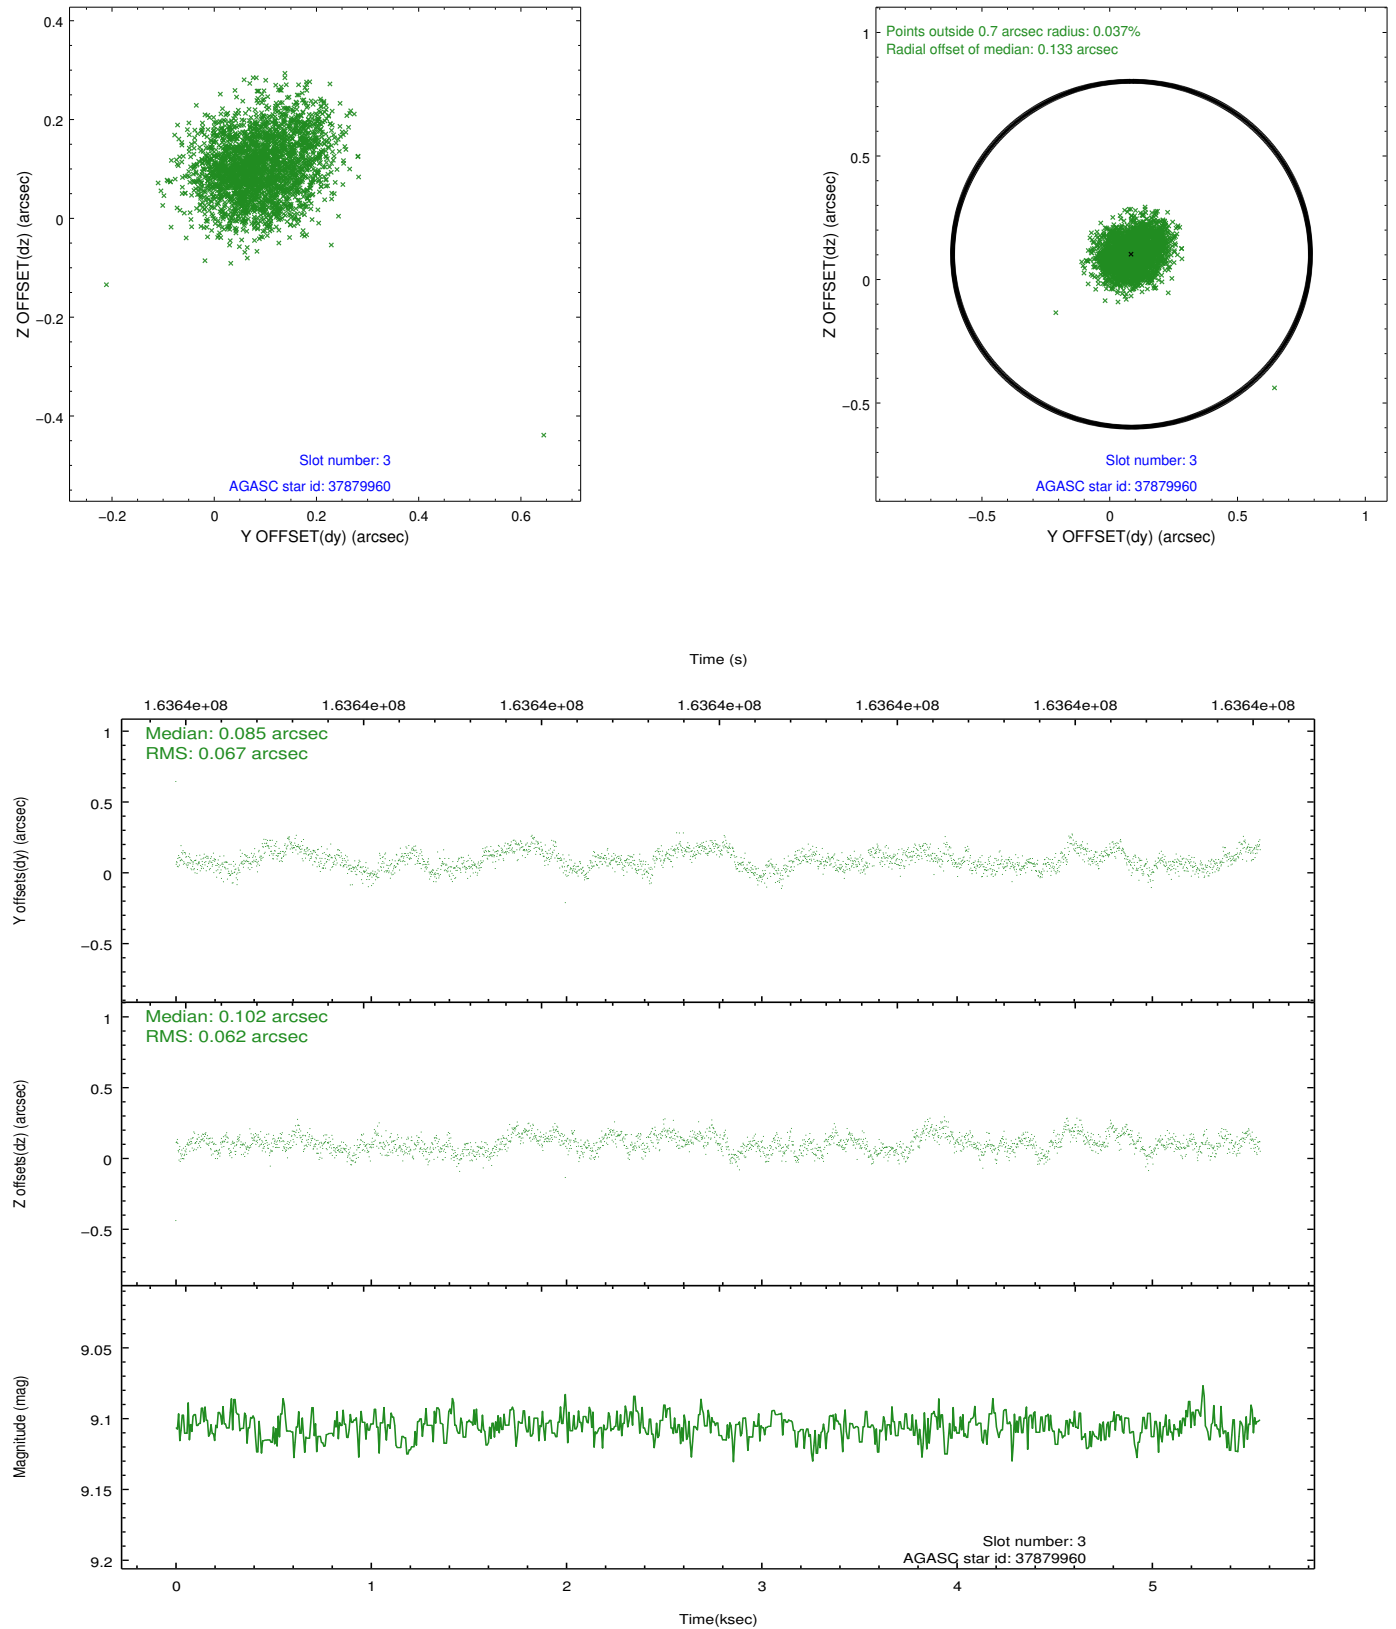 0.4
0.2
0
−0.2
−0.4
Z OFFSET(dz) (arcsec)
Slot number: 3
AGASC star id: 37879960
−0.2 0 0.2 0.4 0.6
Y OFFSET(dy) (arcsec)
Points outside 0.7 arcsec radius: 0.037%
Radial offset of median: 0.133 arcsec
1
0.5
0
−0.5
Z OFFSET(dz) (arcsec)
Slot number: 3
AGASC star id: 37879960
−0.5 0 0.5 1
Y OFFSET(dy) (arcsec)
Time (s)
1.6364e+08 1.6364e+08 1.6364e+08 1.6364e+08 1.6364e+08 1.6364e+08 1.6364e+08
Median: 0.085 arcsec
RMS: 0.067 arcsec
1
0.5
0
−0.5
Y offsets(dy) (arcsec)
Median: 0.102 arcsec
RMS: 0.062 arcsec
1
0.5
0
−0.5
Z offsets(dz) (arcsec)
9.05
9.1
9.15
9.2
Magnitude (mag)
Slot number: 3
AGASC star id: 37879960
0 1 2 3 4 5
Time(ksec)